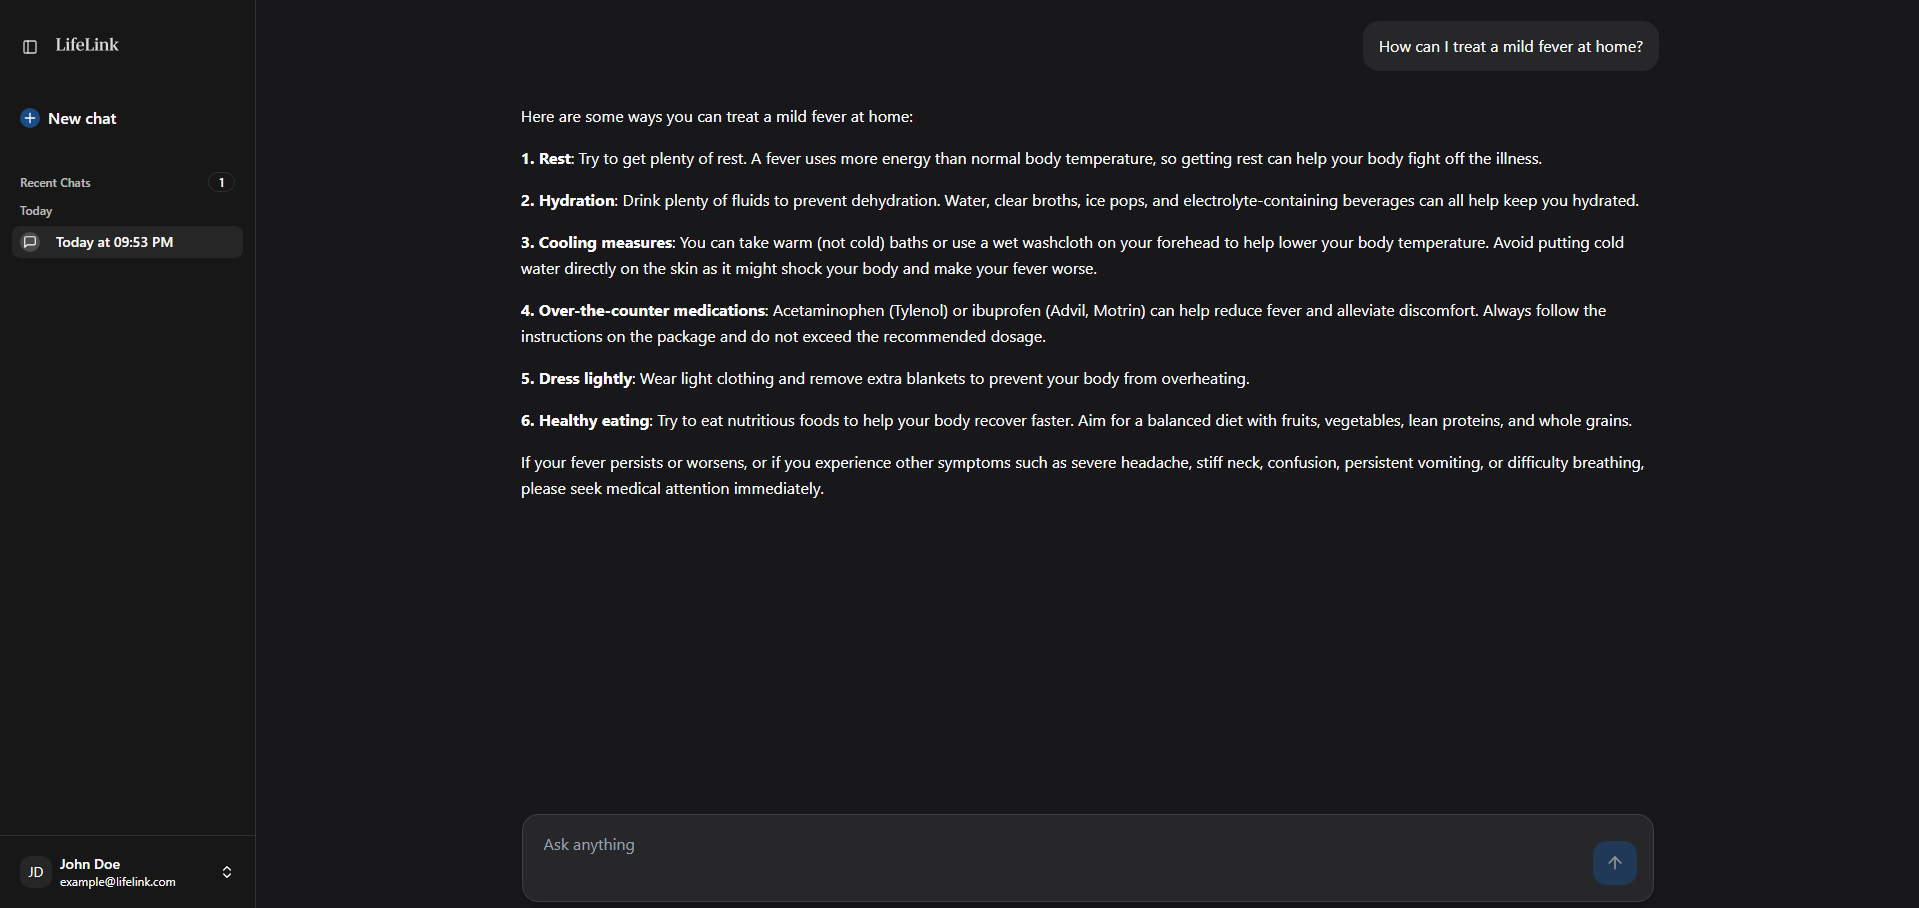 LifeLink
New chat
Recent Chats
1
Today
Today at 09:53 PM
How can I treat a mild fever at home?
Here are some ways you can treat a mild fever at home:
1. Rest: Try to get plenty of rest. A fever uses more energy than normal body temperature, so getting rest can help your body fight off the illness.
2. Hydration: Drink plenty of fluids to prevent dehydration. Water, clear broths, ice pops, and electrolyte-containing beverages can all help keep you hydrated.
3. Cooling measures: You can take warm (not cold) baths or use a wet washcloth on your forehead to help lower your body temperature. Avoid putting cold
water directly on the skin as it might shock your body and make your fever worse.
4. Over-the-counter medications: Acetaminophen (Tylenol) or ibuprofen (Advil, Motrin) can help reduce fever and alleviate discomfort. Always follow the
instructions on the package and do not exceed the recommended dosage.
5. Dress lightly: Wear light clothing and remove extra blankets to prevent your body from overheating.
6. Healthy eating: Try to eat nutritious foods to help your body recover faster. Aim for a balanced diet with fruits, vegetables, lean proteins, and whole grains.
If your fever persists or worsens, or if you experience other symptoms such as severe headache, stiff neck, confusion, persistent vomiting, or difficulty breathing,
please seek medical attention immediately.
Ask anything
JD
John Doe
example@lifelink.com